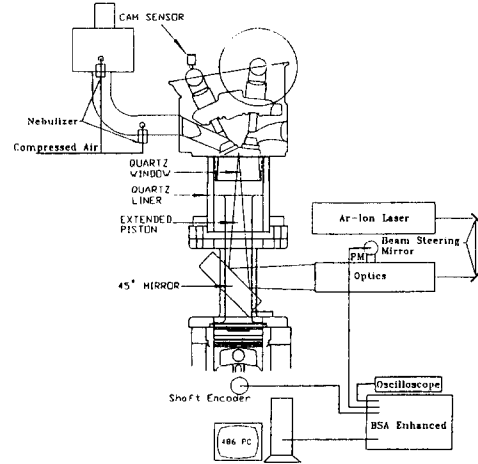 CAM SENSOR
Nebulizer
Compressed Air
QUARTZ
WINDOW
QUARTZ
LINER
EXTENDED
PISTON
Ar-Ion Laser
Beam Steering
Mirror
PM
Optics
45° MIRROR
Shaft Encoder
Oscilloscope
BSA Enhanced
486 PC